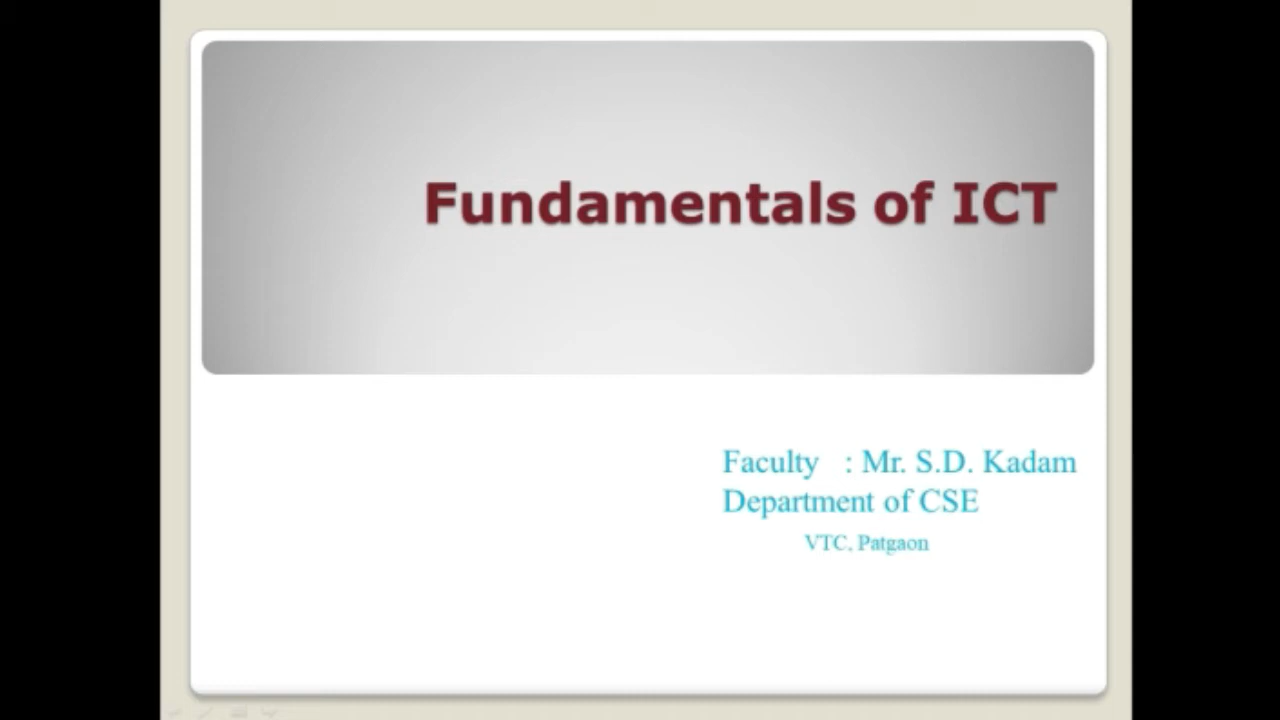 Fundamentals of ICT
Faculty : Mr. S.D. Kadam
Department of CSE
VTC, Patgaon